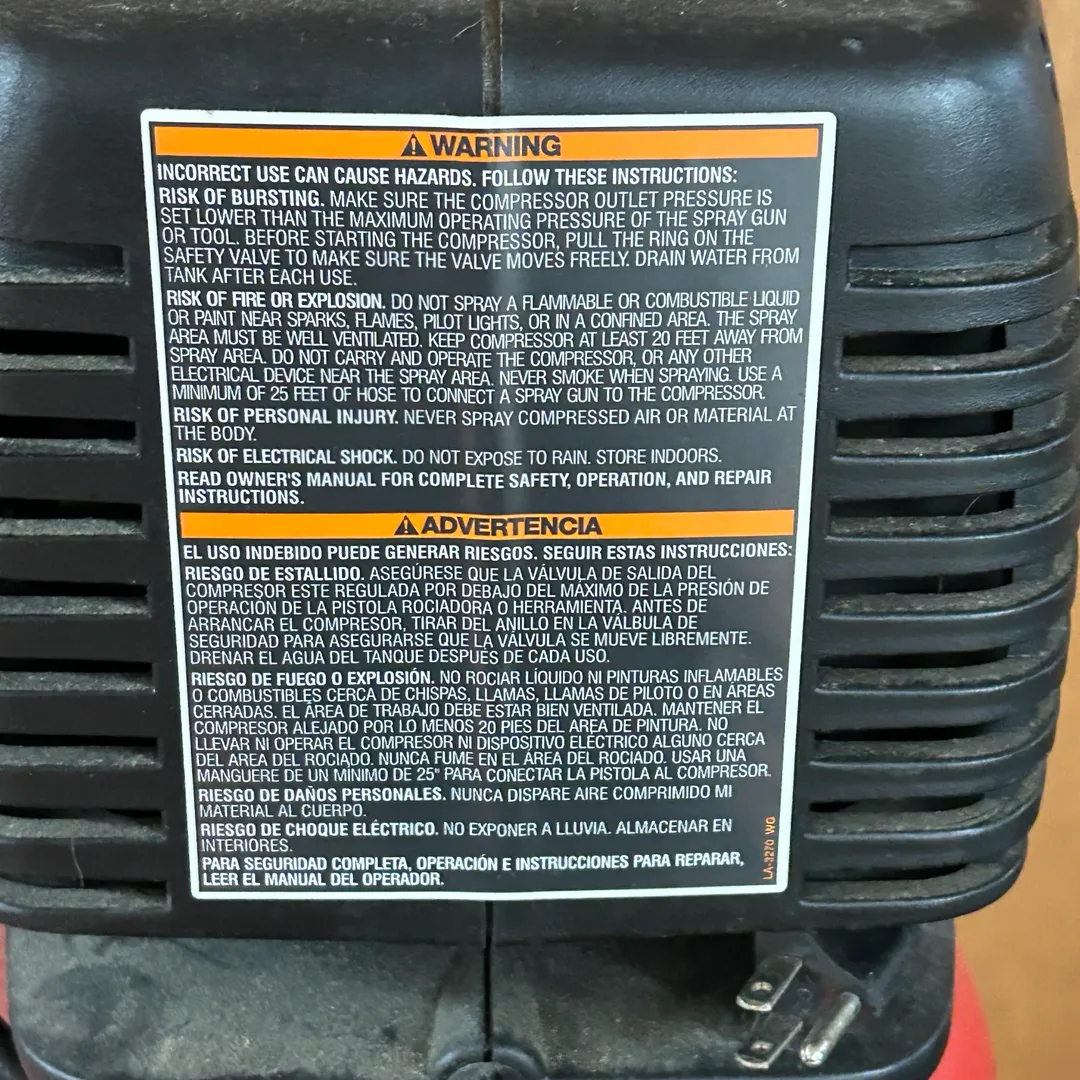 ⚠ WARNING
INCORRECT USE CAN CAUSE HAZARDS. FOLLOW THESE INSTRUCTIONS:
RISK OF BURSTING. MAKE SURE THE COMPRESSOR OUTLET PRESSURE IS
SET LOWER THAN THE MAXIMUM OPERATING PRESSURE OF THE SPRAY GUN
OR TOOL. BEFORE STARTING THE COMPRESSOR, PULL THE RING ON THE
SAFETY VALVE TO MAKE SURE THE VALVE MOVES FREELY. DRAIN WATER FROM
TANK AFTER EACH USE.
RISK OF FIRE OR EXPLOSION. DO NOT SPRAY A FLAMMABLE OR COMBUSTIBLE LIQUID
OR PAINT NEAR SPARKS, FLAMES, PILOT LIGHTS, OR IN A CONFINED AREA. THE SPRAY
AREA MUST BE WELL VENTILATED. KEEP COMPRESSOR AT LEAST 20 FEET AWAY FROM
SPRAY AREA. DO NOT CARRY AND OPERATE THE COMPRESSOR, OR ANY OTHER
ELECTRICAL DEVICE NEAR THE SPRAY AREA. NEVER SMOKE WHEN SPRAYING. USE A
MINIMUM OF 25 FEET OF HOSE TO CONNECT A SPRAY GUN TO THE COMPRESSOR.
RISK OF PERSONAL INJURY. NEVER SPRAY COMPRESSED AIR OR MATERIAL AT
THE BODY.
RISK OF ELECTRICAL SHOCK. DO NOT EXPOSE TO RAIN. STORE INDOORS.
READ OWNER'S MANUAL FOR COMPLETE SAFETY, OPERATION, AND REPAIR
INSTRUCTIONS.
⚠ ADVERTENCIA
EL USO INDEBIDO PUEDE GENERAR RIESGOS. SEGUIR ESTAS INSTRUCCIONES:
RIESGO DE ESTALLIDO. ASEGÚRESE QUE LA VÁLVULA DE SALIDA DEL
COMPRESOR ESTE REGULADA POR DEBAJO DEL MÁXIMO DE LA PRESIÓN DE
OPERACIÓN DE LA PISTOLA ROCIADORA O HERRAMIENTA. ANTES DE
ARRANCAR EL COMPRESOR, TIRAR DEL ANILLO EN LA VÁLBULA DE
SEGURIDAD PARA ASEGURARSE QUE LA VÁLVULA SE MUEVE LIBREMENTE.
DRENAR EL AGUA DEL TANQUE DESPUÉS DE CADA USO.
RIESGO DE FUEGO O EXPLOSIÓN. NO ROCIAR LÍQUIDO NI PINTURAS INFLAMABLES
O COMBUSTIBLES CERCA DE CHISPAS, LLAMAS, LLAMAS DE PILOTO O EN ÁREAS
CERRADAS. EL ÁREA DE TRABAJO DEBE ESTAR BIEN VENTILADA. MANTENER EL
COMPRESOR ALEJADO POR LO MENOS 20 PIES DEL ÁREA DE PINTURA. NO
LLEVAR NI OPERAR EL COMPRESOR NI DISPOSITIVO ELÉCTRICO ALGUNO CERCA
DEL ÁREA DEL ROCIADO. NUNCA FUME EN EL ÁREA DEL ROCIADO. USAR UNA
MANGUERE DE UN MÍNIMO DE 25" PARA CONECTAR LA PISTOLA AL COMPRESOR.
RIESGO DE DAÑOS PERSONALES. NUNCA DISPARE AIRE COMPRIMIDO MI
MATERIAL AL CUERPO.
RIESGO DE CHOQUE ELÉCTRICO. NO EXPONER A LLUVIA. ALMACENAR EN
INTERIORES.
PARA SEGURIDAD COMPLETA, OPERACIÓN E INSTRUCCIONES PARA REPARAR,
LEER EL MANUAL DEL OPERADOR.
LA-3270 WG